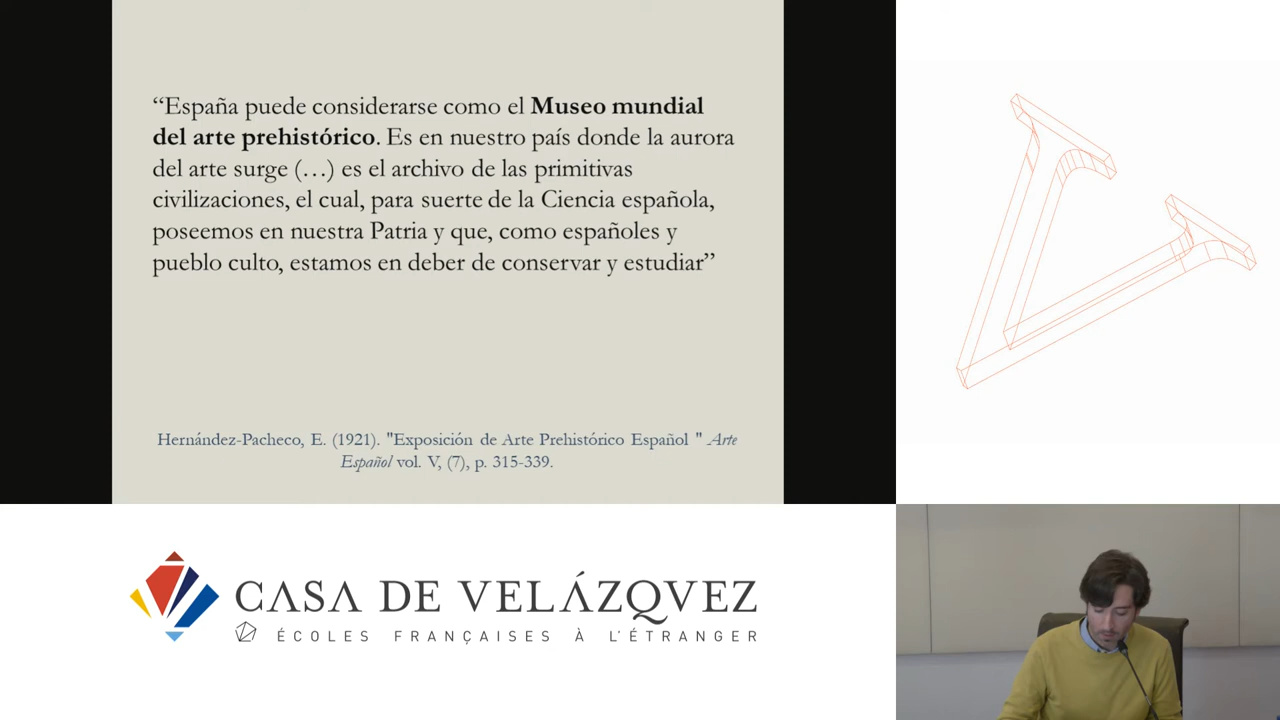 “España puede considerarse como el Museo mundial
del arte prehistórico. Es en nuestro país donde la aurora
del arte surge (…) es el archivo de las primitivas
civilizaciones, el cual, para suerte de la Ciencia española,
poseemos en nuestra Patria y que, como españoles y
pueblo culto, estamos en deber de conservar y estudiar”
Hernández-Pacheco, E. (1921). "Exposición de Arte Prehistórico Español " Arte
Español vol. V, (7), p. 315-339.
CASA DE VELÁZQVEZ
ÉCOLES FRANÇAISES À L'ÉTRANGER